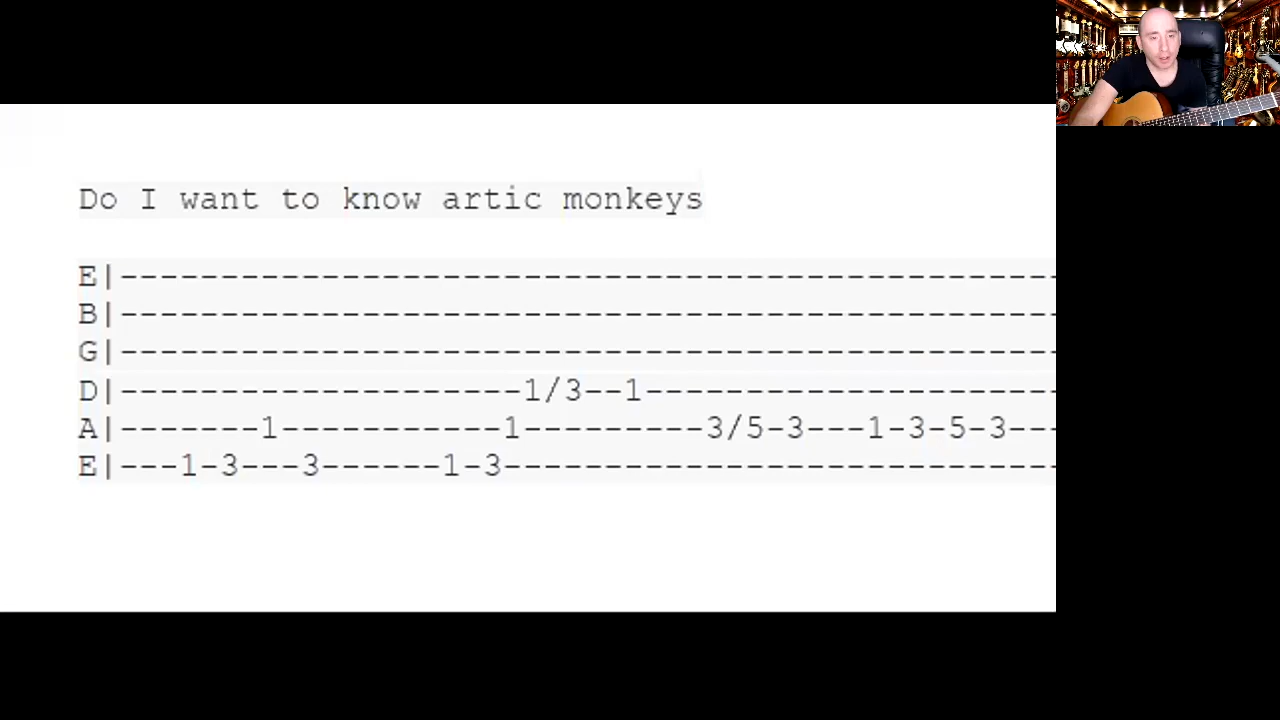 Do I want to know artic monkeys
E|-----------------------------------------------
B|-----------------------------------------------
G|-----------------------------------------------
D|--------------------1/3--1---------------------
A|-------1-----------1---------3/5-3---1-3-5-3---
E|---1-3---3------1-3----------------------------